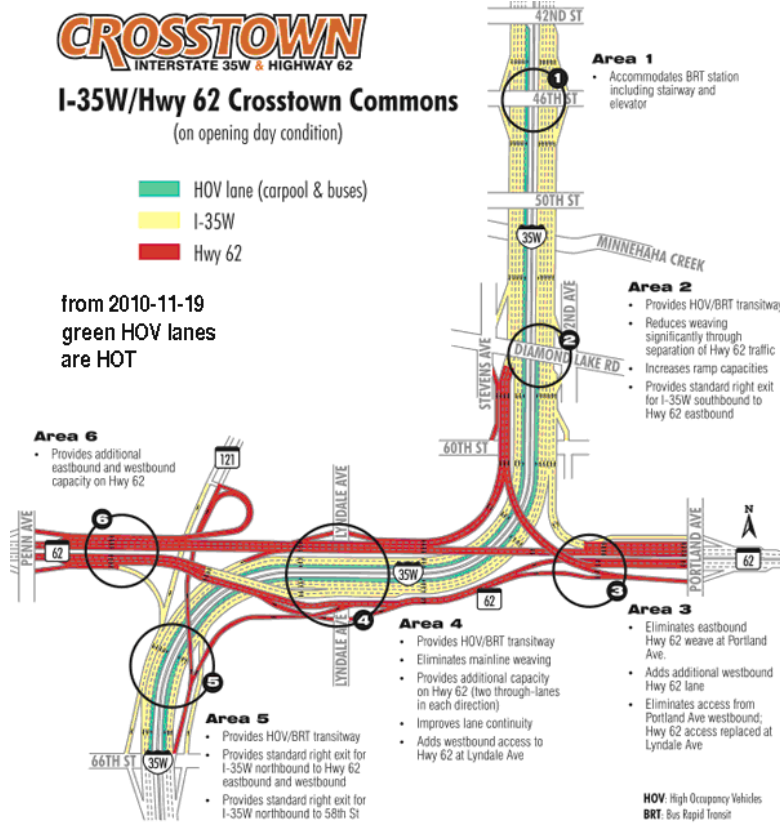 CROSSTOWN
INTERSTATE 35W & HIGHWAY 62
I-35W/Hwy 62 Crosstown Commons
(on opening day condition)
HOV lane (carpool & buses)
I-35W
Hwy 62
from 2010-11-19
green HOV lanes
are HOT
42ND ST
1
46TH ST
Area 1
• Accommodates BRT station
including stairway and
elevator
50TH ST
35W
MINNEHAHA CREEK
2ND AVE
STEVENS AVE
2
DIAMOND LAKE RD
60TH ST
Area 2
• Provides HOV/BRT transitway
• Reduces weaving
significantly through
separation of Hwy 62 traffic
• Increases ramp capacities
• Provides standard right exit
for I-35W southbound to
Hwy 62 eastbound
Area 6
• Provides additional
eastbound and westbound
capacity on Hwy 62
121
LYNDALE AVE
PENN AVE
62
6
35W
62
4
LYNDALE AVE
3
PORTLAND AVE
N
62
Area 3
• Eliminates eastbound
Hwy 62 weave at Portland
Ave.
• Adds additional westbound
Hwy 62 lane
• Eliminates access from
Portland Ave westbound;
Hwy 62 access replaced at
Lyndale Ave
Area 4
• Provides HOV/BRT transitway
• Eliminates mainline weaving
• Provides additional capacity
on Hwy 62 (two through-lanes
in each direction)
• Improves lane continuity
• Adds westbound access to
Hwy 62 at Lyndale Ave
5
66TH ST
35W
Area 5
• Provides HOV/BRT transitway
• Provides standard right exit for
I-35W northbound to Hwy 62
eastbound and westbound
• Provides standard right exit for
I-35W northbound to 58th St
HOV: High Occupancy Vehicles
BRT: Bus Rapid Transit